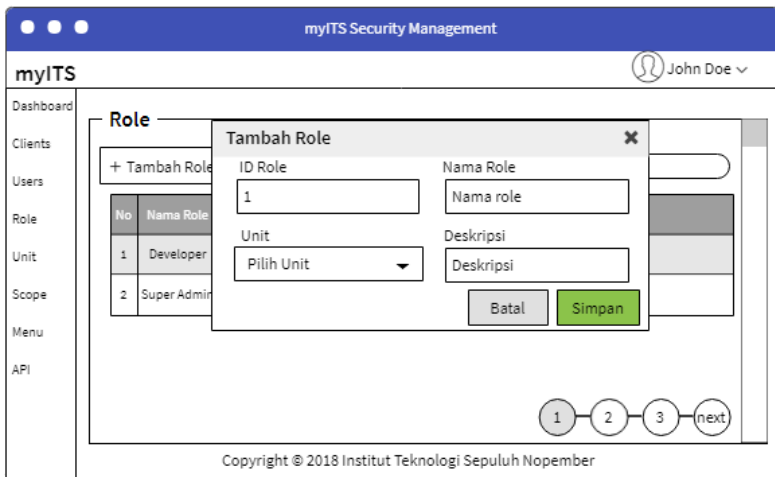 myITS Security Management
myITS
John Doe
Dashboard
Clients
Users
Role
Unit
Scope
Menu
API
Role
+ Tambah Role
No Nama Role
1 Developer
2 Super Admin
Tambah Role
ID Role Nama Role
1 Nama role
Unit Deskripsi
Pilih Unit Deskripsi
Batal Simpan
1 2 3 next
Copyright © 2018 Institut Teknologi Sepuluh Nopember